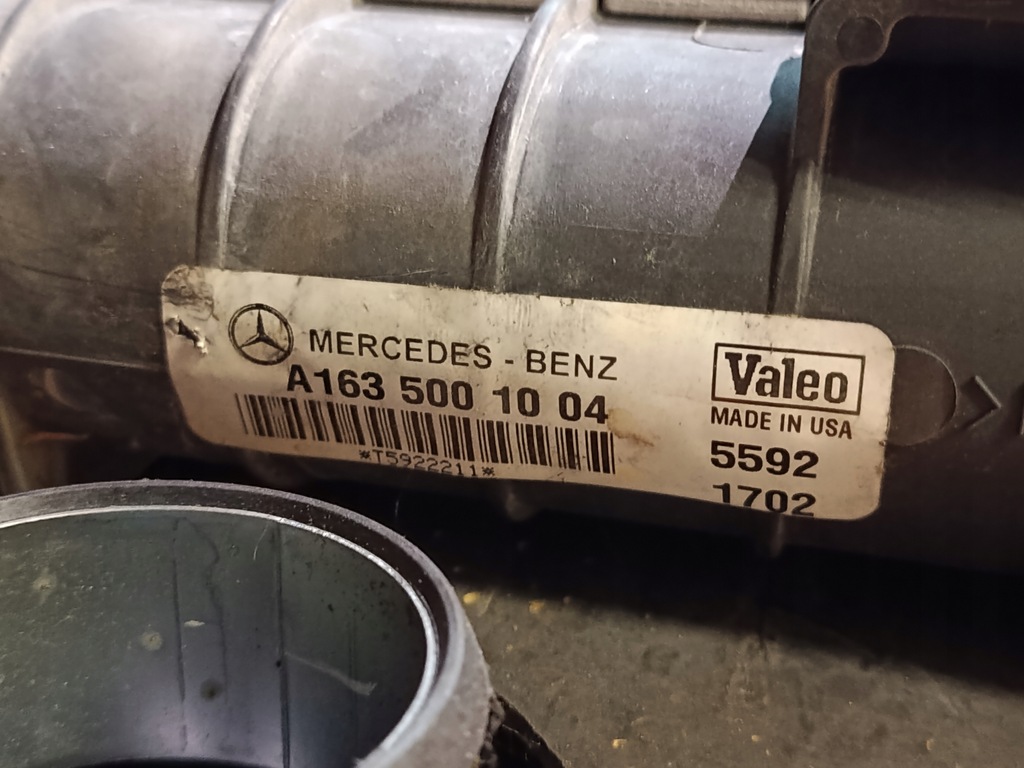 MERCEDES - BENZ
A163 500 10 04
*T5922211*
Valeo
MADE IN USA
5592
1702